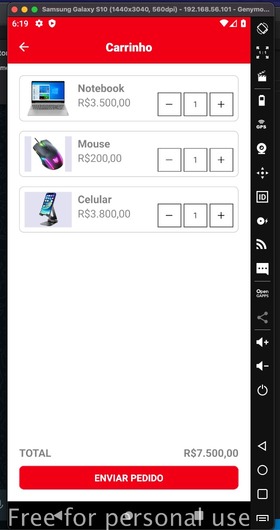 Samsung Galaxy S10 (1440x3040, 560dpi) - 192.168.56.101 - Genymo...
6:19
Carrinho
Notebook
R$3.500,00
− 1 +
Mouse
R$200,00
− 1 +
Celular
R$3.800,00
− 1 +
TOTAL R$7.500,00
ENVIAR PEDIDO
Free for personal use
GPS
ID
Open
GAPPS